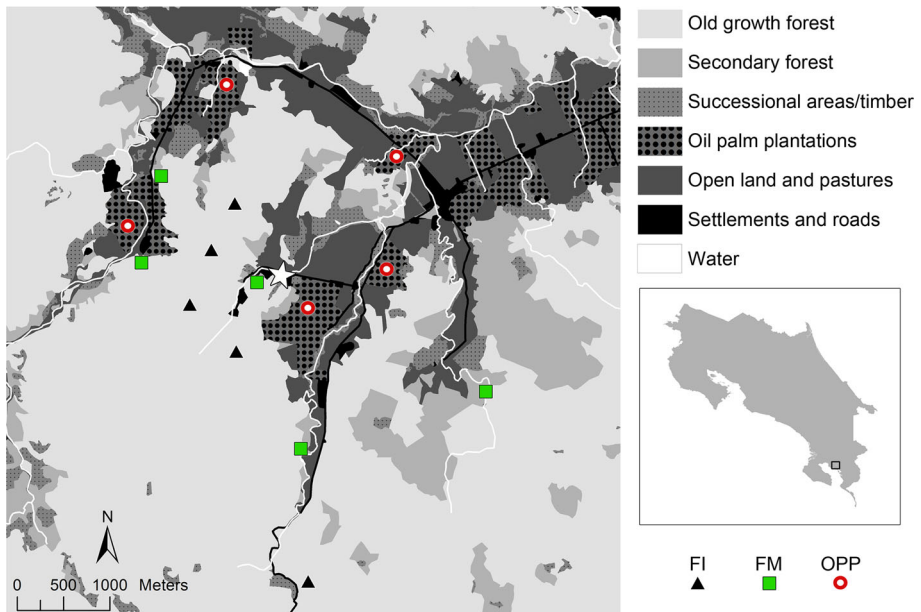 Old growth forest
Secondary forest
Successional areas/timber
Oil palm plantations
Open land and pastures
Settlements and roads
Water
N
0 500 1000 Meters
FI FM OPP